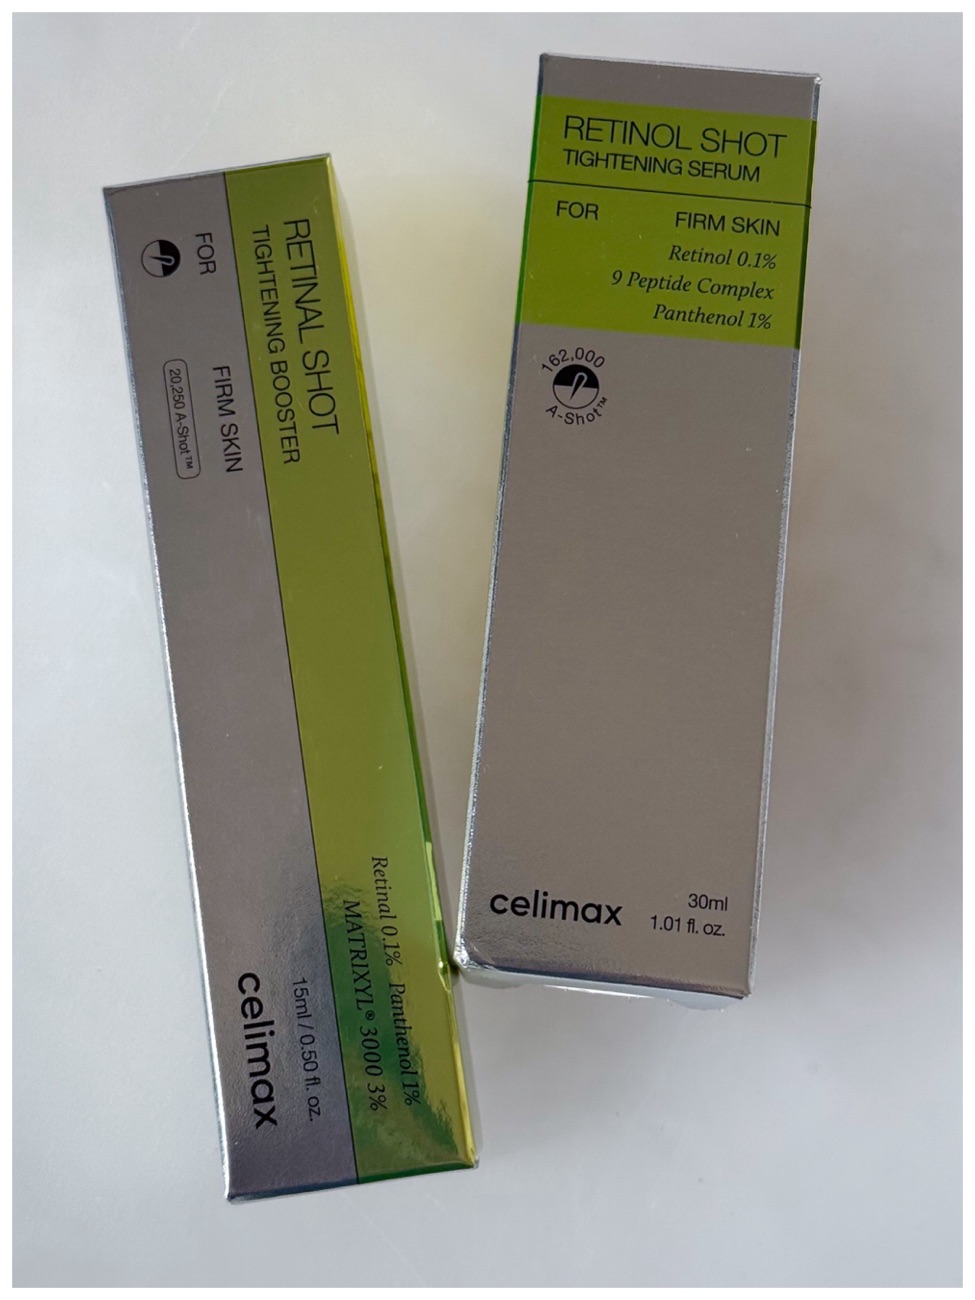 RETINAL SHOT
TIGHTENING BOOSTER
FOR FIRM SKIN
20,250 A-Shot™
Retinal 0.1% Panthenol 1%
MATRIXYL® 3000 3%
15ml / 0.50 fl. oz.
celimax
RETINOL SHOT
TIGHTENING SERUM
FOR FIRM SKIN
Retinol 0.1%
9 Peptide Complex
Panthenol 1%
162,000
A-Shot™
celimax
30ml
1.01 fl. oz.